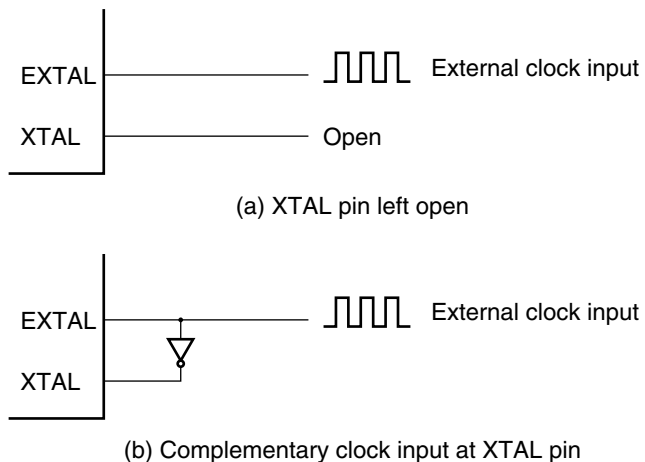 EXTAL External clock input
XTAL Open
(a) XTAL pin left open
EXTAL External clock input
XTAL
(b) Complementary clock input at XTAL pin